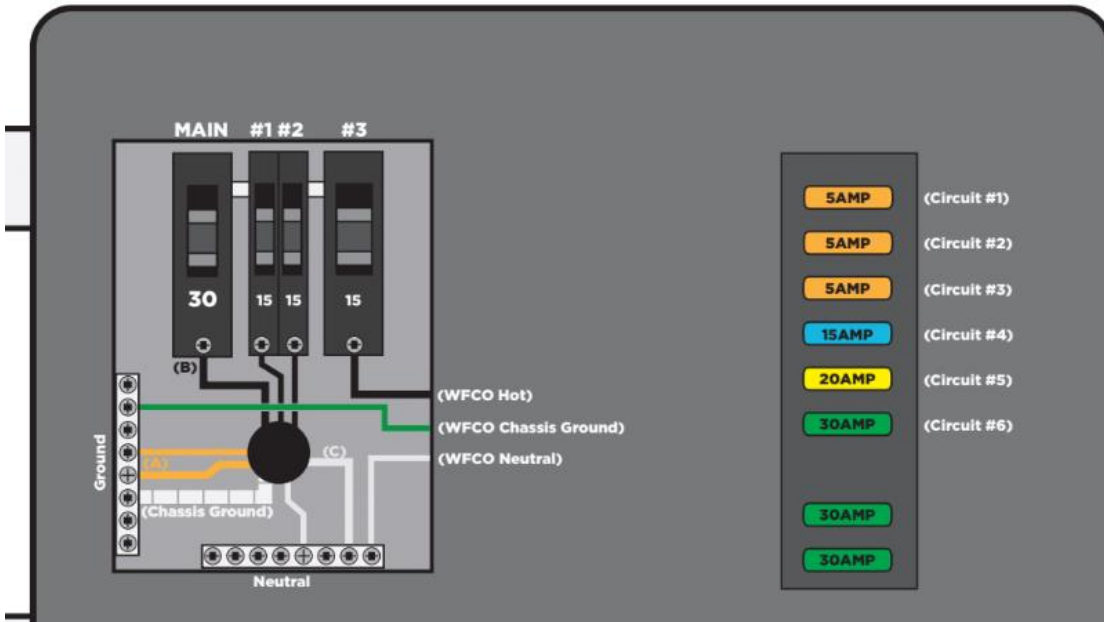 MAIN #1 #2 #3
30 15 15 15
(B)
(WFCO Hot)
(WFCO Chassis Ground)
(C)
(WFCO Neutral)
(A)
Ground
(Chassis Ground)
Neutral
5AMP (Circuit #1)
5AMP (Circuit #2)
5AMP (Circuit #3)
15AMP (Circuit #4)
20AMP (Circuit #5)
30AMP (Circuit #6)
30AMP
30AMP